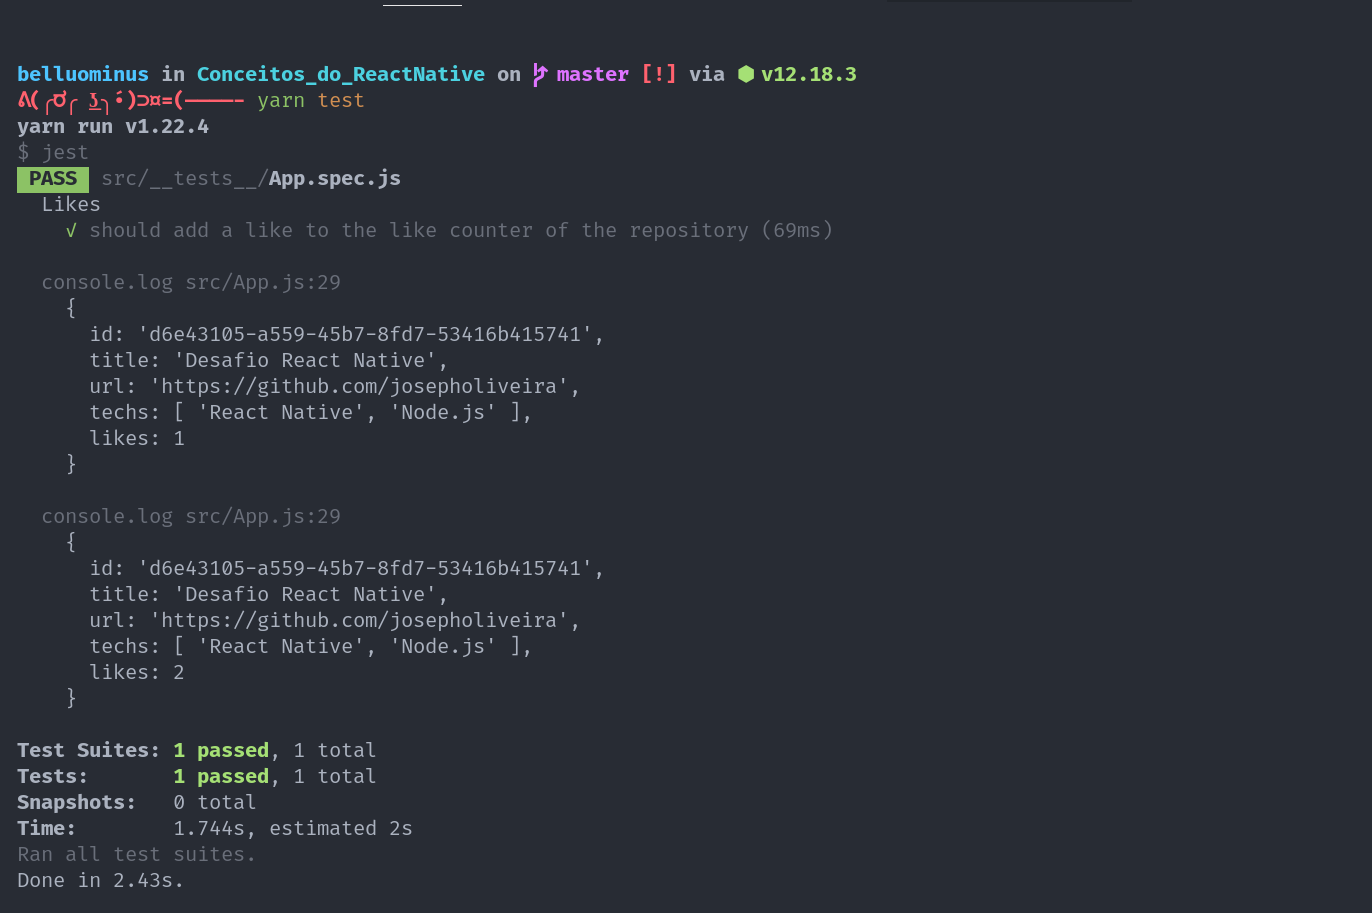 belluominus in Conceitos_do_ReactNative on master [!] via ⬢ v12.18.3
yarn test
yarn run v1.22.4
$ jest
PASS src/__tests__/App.spec.js
Likes
√ should add a like to the like counter of the repository (69ms)
console.log src/App.js:29
{
id: 'd6e43105-a559-45b7-8fd7-53416b415741',
title: 'Desafio React Native',
url: 'https://github.com/josepholiveira',
techs: [ 'React Native', 'Node.js' ],
likes: 1
}
console.log src/App.js:29
{
id: 'd6e43105-a559-45b7-8fd7-53416b415741',
title: 'Desafio React Native',
url: 'https://github.com/josepholiveira',
techs: [ 'React Native', 'Node.js' ],
likes: 2
}
Test Suites: 1 passed, 1 total
Tests: 1 passed, 1 total
Snapshots: 0 total
Time: 1.744s, estimated 2s
Ran all test suites.
Done in 2.43s.